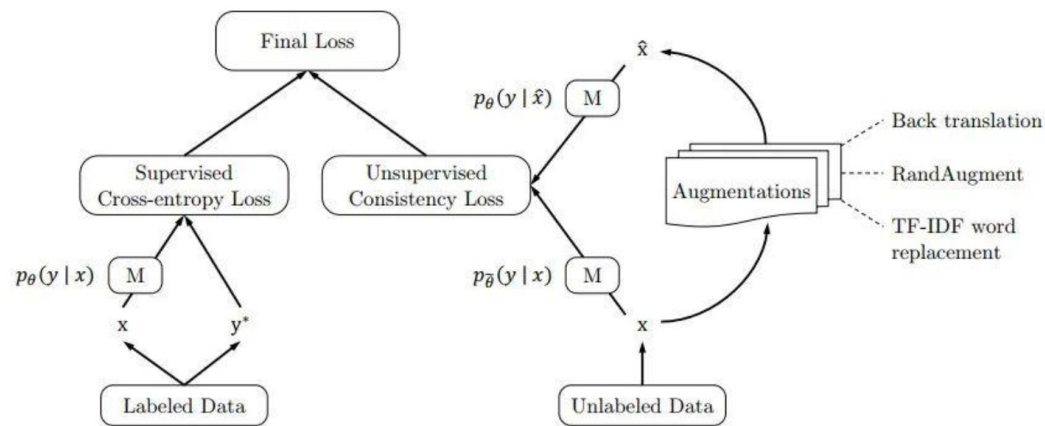 Final Loss
x̂
p_θ(y | x̂)
M
Back translation
Supervised
Cross-entropy Loss
Unsupervised
Consistency Loss
Augmentations
RandAugment
TF-IDF word
replacement
p_θ(y | x)
M
p_θ̃(y | x)
M
x
y*
x
Labeled Data
Unlabeled Data